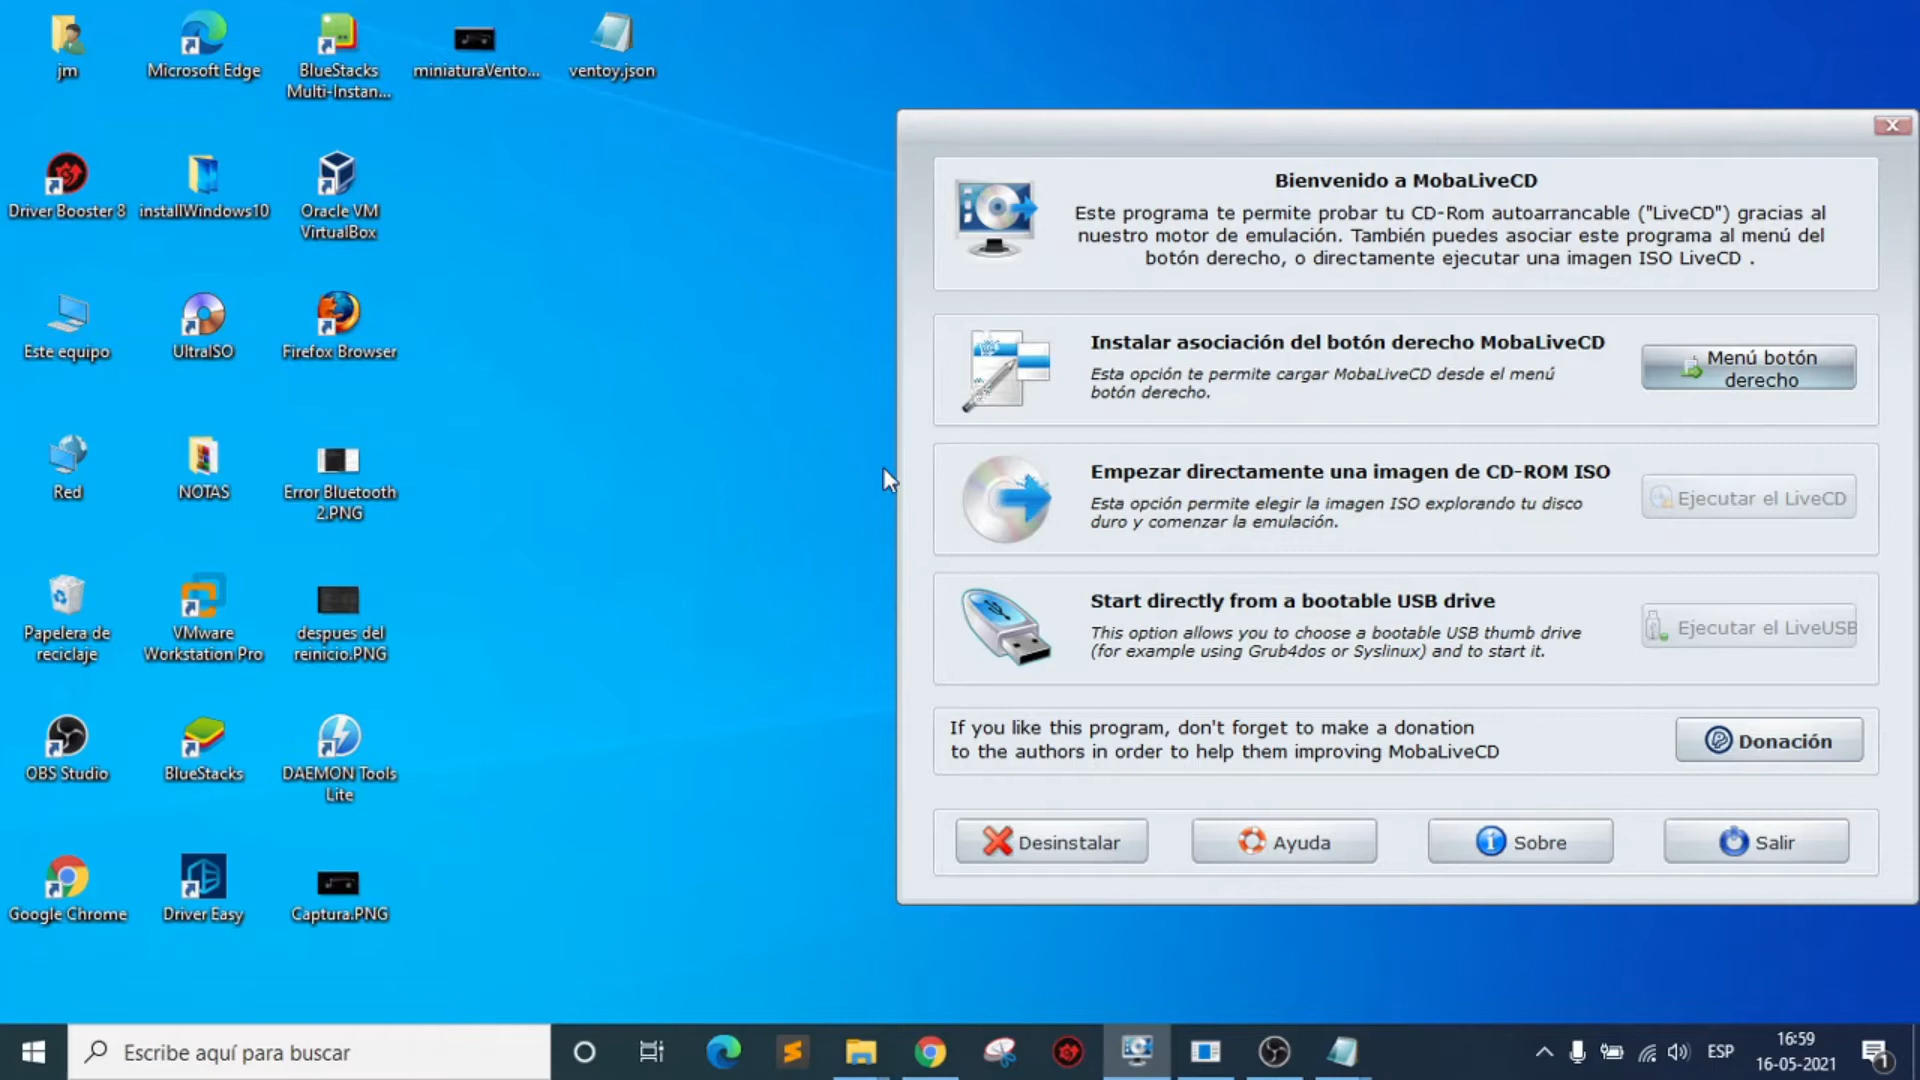 jm
Microsoft Edge
BlueStacks
Multi-Instan...
miniaturaVento...
ventoy.json
Driver Booster 8
installWindows10
Oracle VM
VirtualBox
Este equipo
UltraISO
Firefox Browser
Red
NOTAS
Error Bluetooth
2.PNG
Papelera de
reciclaje
VMware
Workstation Pro
despues del
reinicio.PNG
OBS Studio
BlueStacks
DAEMON Tools
Lite
Google Chrome
Driver Easy
Captura.PNG
Bienvenido a MobaLiveCD
Este programa te permite probar tu CD-Rom autoarrancable ("LiveCD") gracias al
nuestro motor de emulación. También puedes asociar este programa al menú del
botón derecho, o directamente ejecutar una imagen ISO LiveCD .
Instalar asociación del botón derecho MobaLiveCD
Esta opción te permite cargar MobaLiveCD desde el menú
botón derecho.
Menú botón
derecho
Empezar directamente una imagen de CD-ROM ISO
Esta opción permite elegir la imagen ISO explorando tu disco
duro y comenzar la emulación.
Ejecutar el LiveCD
Start directly from a bootable USB drive
This option allows you to choose a bootable USB thumb drive
(for example using Grub4dos or Syslinux) and to start it.
Ejecutar el LiveUSB
If you like this program, don't forget to make a donation
to the authors in order to help them improving MobaLiveCD
Donación
Desinstalar
Ayuda
Sobre
Salir
Escribe aquí para buscar
ESP
16:59
16-05-2021
1